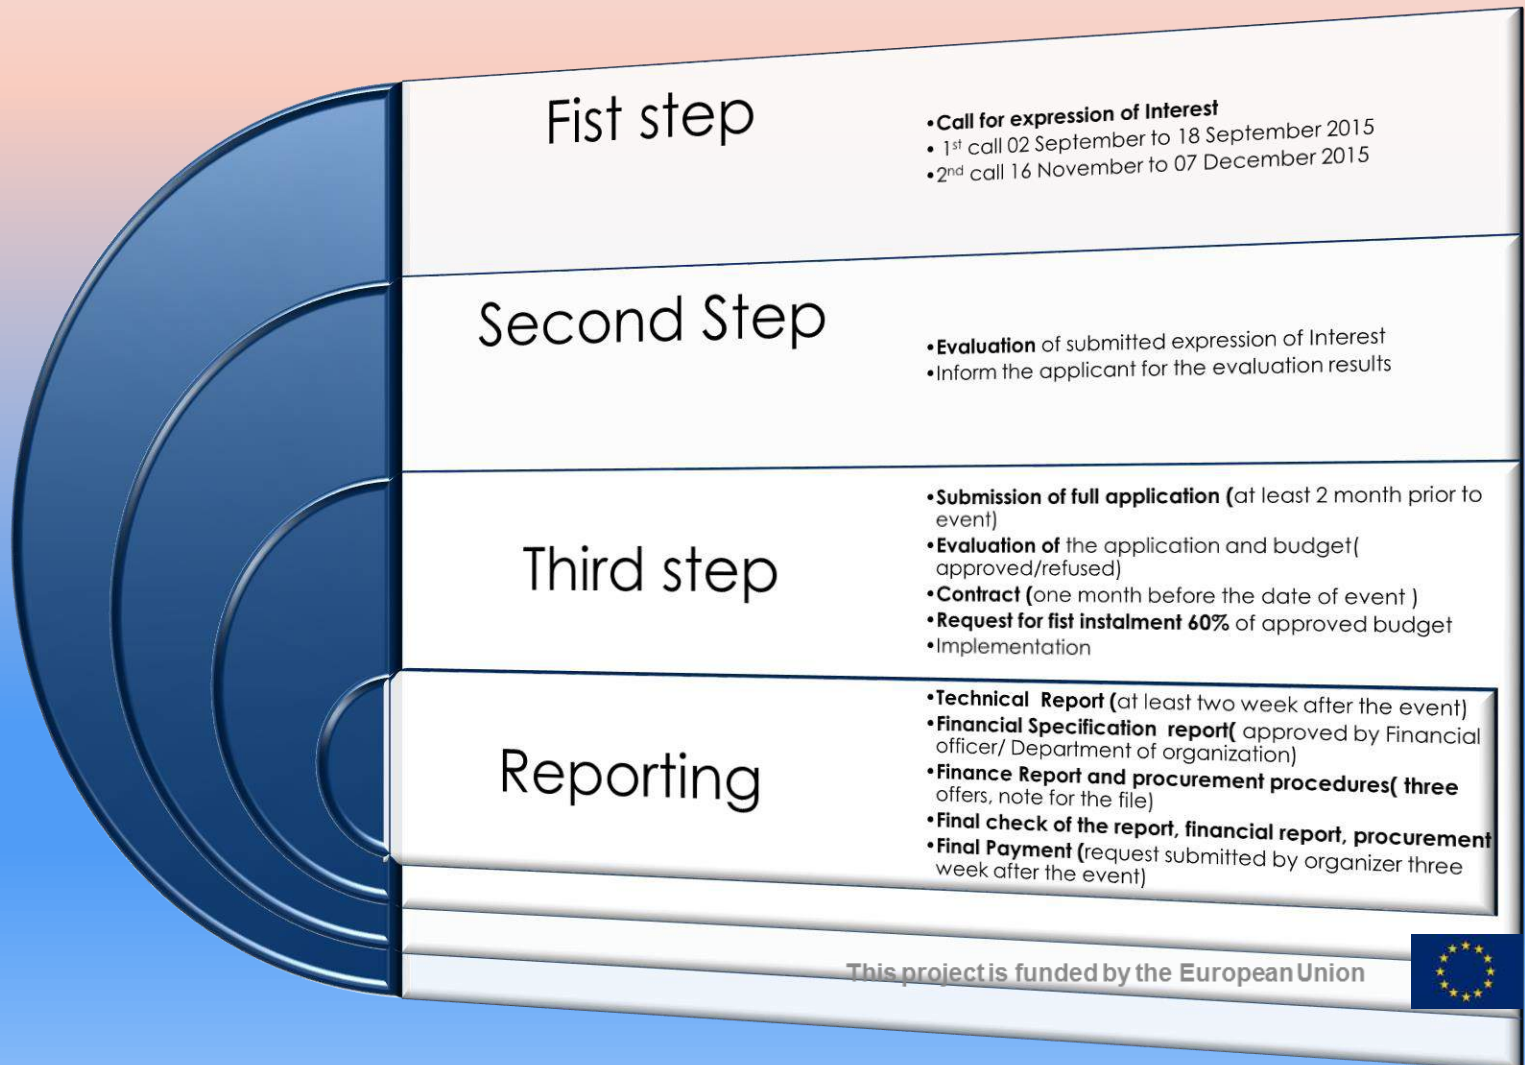 Fist step
•Call for expression of Interest
• 1st call 02 September to 18 September 2015
•2nd call 16 November to 07 December 2015
Second Step
•Evaluation of submitted expression of Interest
•Inform the applicant for the evaluation results
Third step
•Submission of full application (at least 2 month prior to
event)
•Evaluation of the application and budget(
approved/refused)
•Contract (one month before the date of event )
•Request for fist instalment 60% of approved budget
•Implementation
Reporting
•Technical Report (at least two week after the event)
•Financial Specification report( approved by Financial
officer/ Department of organization)
•Finance Report and procurement procedures( three
offers, note for the file)
•Final check of the report, financial report, procurement
•Final Payment (request submitted by organizer three
week after the event)
This project is funded by the European Union